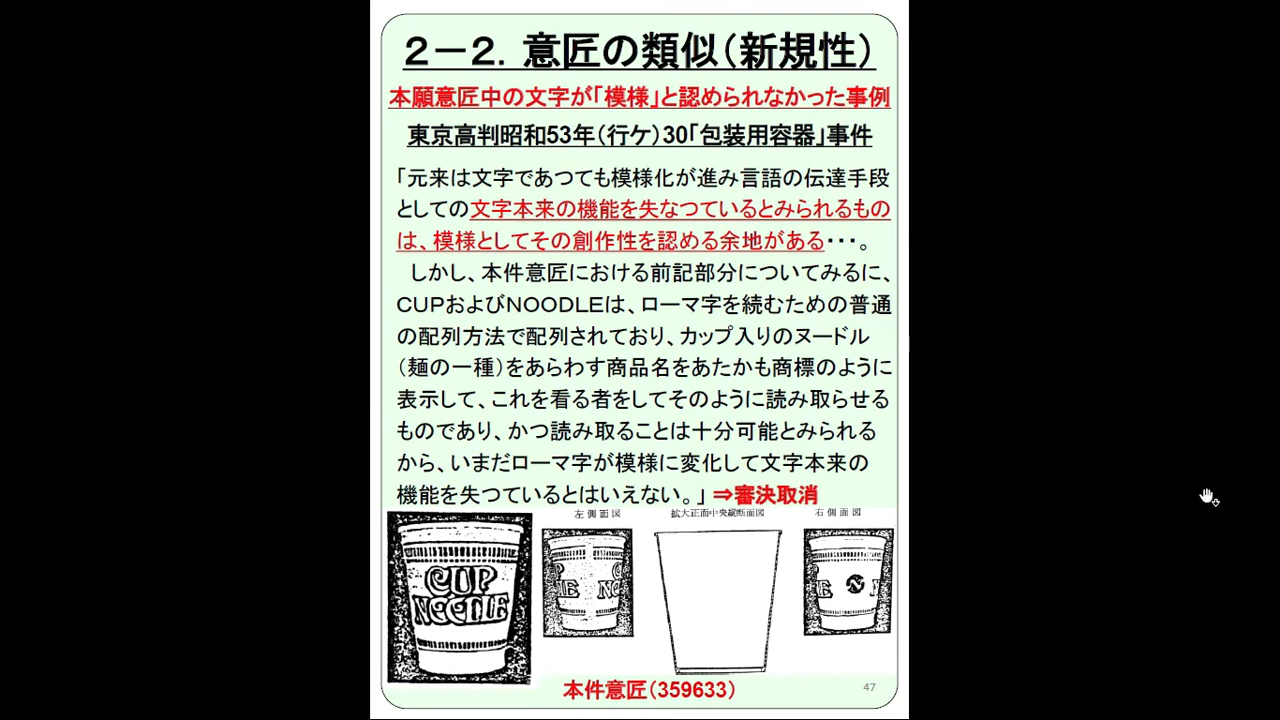 ２－２．意匠の類似（新規性）
本願意匠中の文字が「模様」と認められなかった事例
東京高判昭和53年（行ケ）30「包装用容器」事件
「元来は文字であつても模様化が進み言語の伝達手段
としての文字本来の機能を失なつているとみられるもの
は、模様としてその創作性を認める余地がある・・・。
しかし、本件意匠における前記部分についてみるに、
CUPおよびNOODLEは、ローマ字を続むための普通
の配列方法で配列されており、カップ入りのヌードル
（麺の一種）をあらわす商品名をあたかも商標のように
表示して、これを看る者をしてそのように読み取らせる
ものであり、かつ読み取ることは十分可能とみられる
から、いまだローマ字が模様に変化して文字本来の
機能を失つているとはいえない。」⇒審決取消
左側面図
拡大正面中央縦断面図
右側面図
CUP
NOODLE
本件意匠（359633）
47